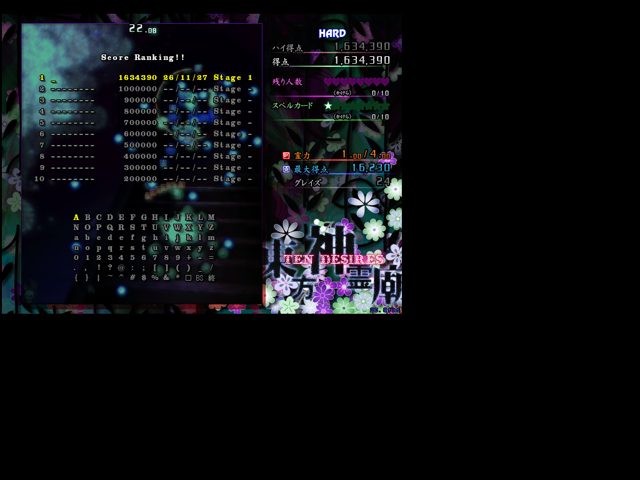 22.08
HARD
Score Ranking!!
ハイ得点 1,634,390
得点 1,634,390
1 _ 1634390 26/11/27 Stage 1
2 -------- 1000000 --/--/-- Stage -
残り人数
3 -------- 900000 --/--/-- Stage -
0/10
4 -------- 800000 --/--/-- Stage -
スペルカード ★
5 -------- 700000 --/--/-- Stage -
0/10
6 -------- 600000 --/--/-- Stage -
7 -------- 500000 --/--/-- Stage -
8 -------- 400000 --/--/-- Stage -
霊力 1.00/4.00
9 -------- 300000 --/--/-- Stage -
最大得点 16,230
10 -------- 200000 --/--/-- Stage -
グレイズ 24
A B C D E F G H I J K L M
N O P Q R S T U V W X Y Z
a b c d e f g h i j k l m
n o p q r s t u v w x y z
0 1 2 3 4 5 6 7 8 9 + - =
. , ! ? @ : ; [ ] ( ) _ /
{ } | ~ ^ # $ % & * □ BS 終
東方神霊廟
TEN DESIRES